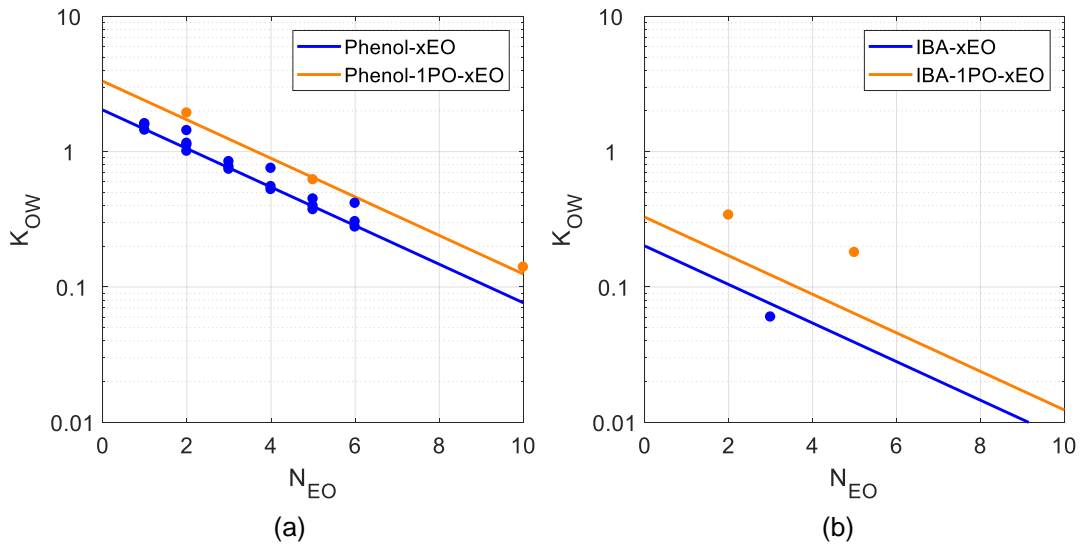 10
1
0.1
0.01
K_OW
0 2 4 6 8 10
N_EO
Phenol-xEO
Phenol-1PO-xEO
(a)
10
1
0.1
0.01
K_OW
0 2 4 6 8 10
N_EO
IBA-xEO
IBA-1PO-xEO
(b)